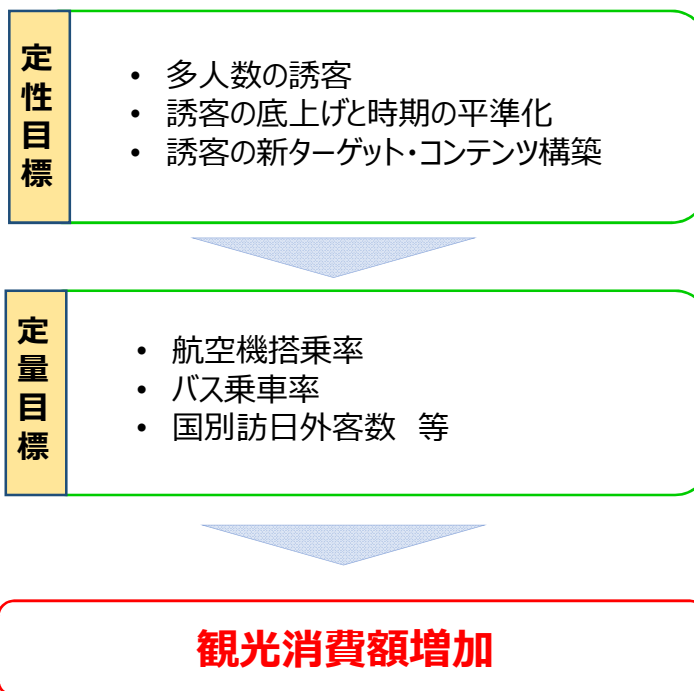 定性目標
• 多人数の誘客
• 誘客の底上げと時期の平準化
• 誘客の新ターゲット・コンテンツ構築
定量目標
• 航空機搭乗率
• バス乗車率
• 国別訪日外客数 等
観光消費額増加